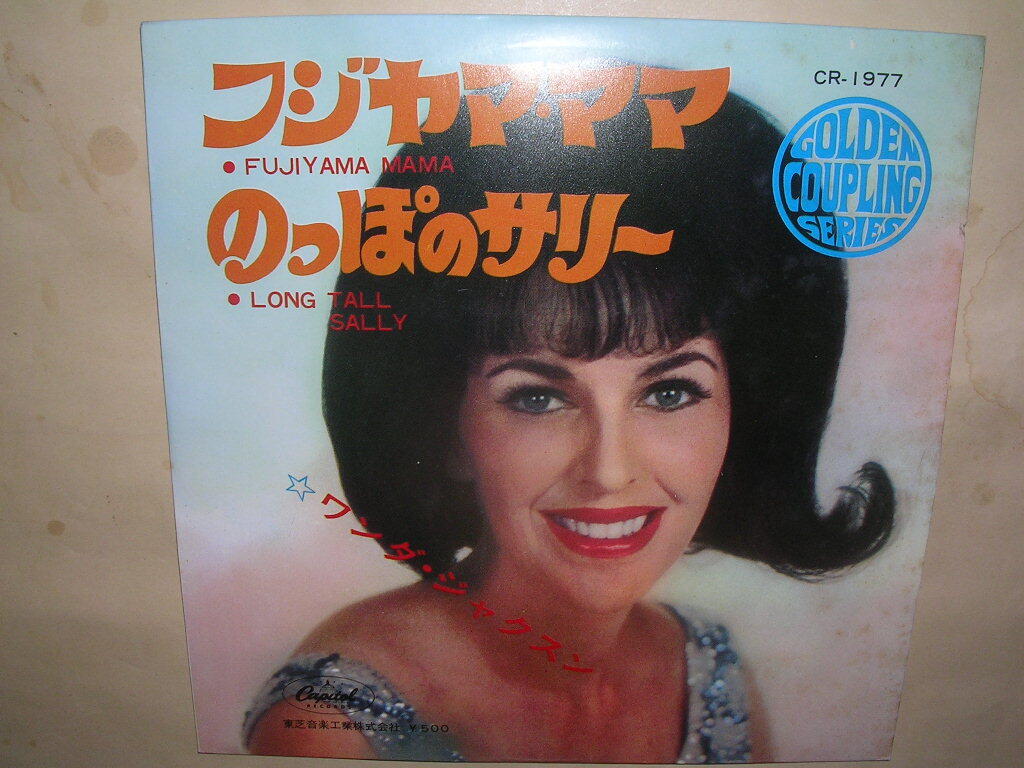 フジヤマ・ママ
● FUJIYAMA MAMA
のっぽのサリー
● LONG TALL
SALLY
CR-1977
GOLDEN
COUPLING
SERIES
☆ワンダ・ジャクスン
Capitol
RECORDS
東芝音楽工業株式会社 ¥500